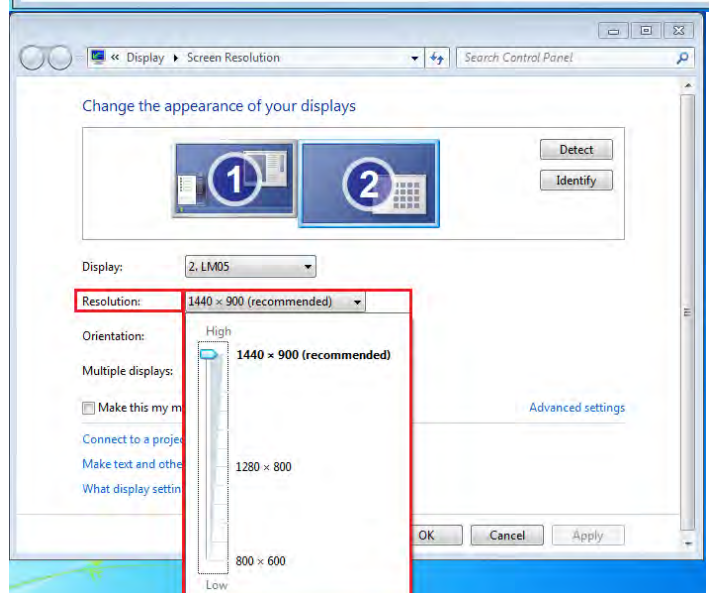 « Display ▸ Screen Resolution
Search Control Panel
Change the appearance of your displays
1
2
Detect
Identify
Display: 2. LM05
Resolution: 1440 × 900 (recommended)
Orientation:
High
1440 × 900 (recommended)
Multiple displays:
Make this my m
Advanced settings
Connect to a proje
Make text and othe
1280 × 800
What display settin
OK
Cancel
Apply
800 × 600
Low